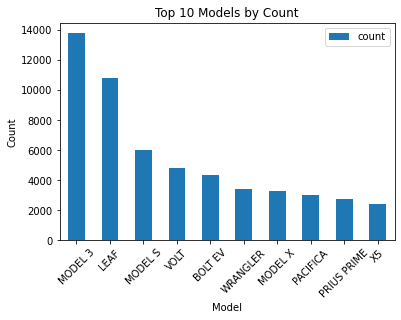 Top 10 Models by Count
count
Count
14000
12000
10000
8000
6000
4000
2000
0
MODEL 3
LEAF
MODEL S
VOLT
BOLT EV
WRANGLER
MODEL X
PACIFICA
PRIUS PRIME
X5
Model